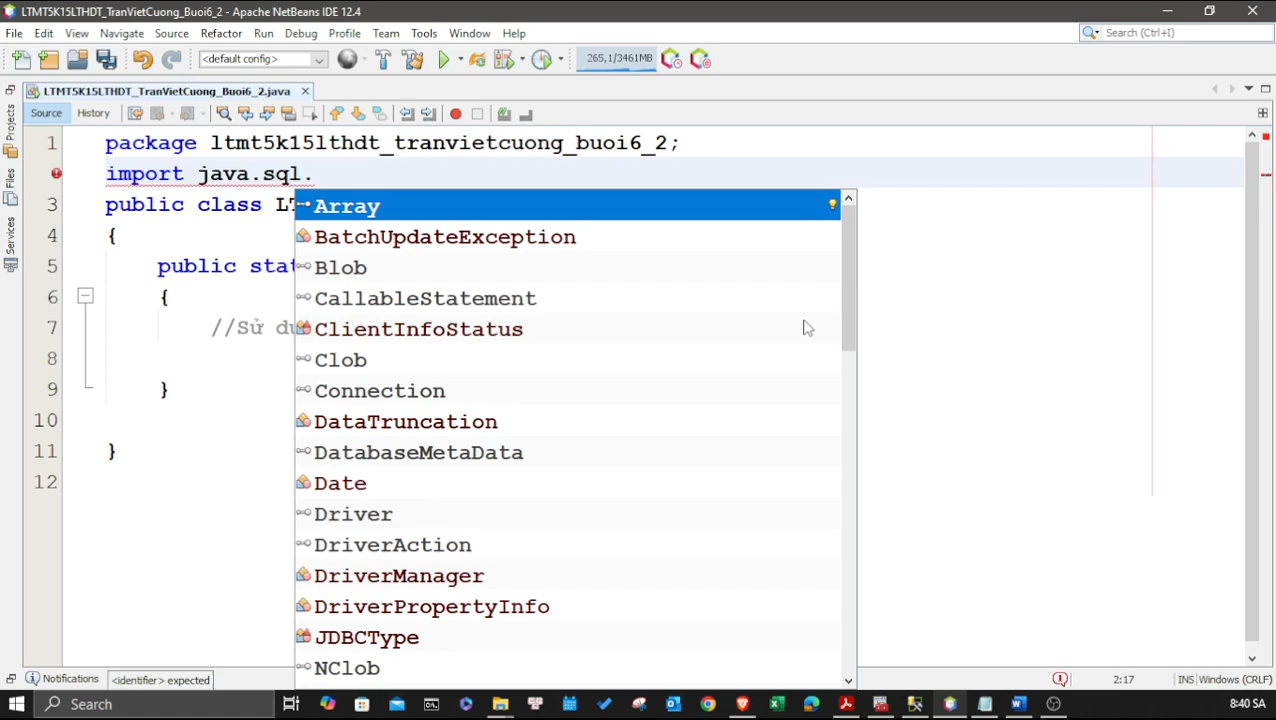 LTMT5K15LTHDT_TranVietCuong_Buoi6_2 - Apache NetBeans IDE 12.4
File Edit View Navigate Source Refactor Run Debug Profile Team Tools Window Help
Search (Ctrl+I)
<default config>
265,1/3461MB
LTMT5K15LTHDT_TranVietCuong_Buoi6_2.java
Source History
Projects
Files
Services
1 package ltmt5k15lthdt_tranvietcuong_buoi6_2;
import java.sql.
3 public class LT
4 {
5 public stat
6 {
7 //Sử dụ
8
9 }
10
11 }
12
Array
BatchUpdateException
Blob
CallableStatement
ClientInfoStatus
Clob
Connection
DataTruncation
DatabaseMetaData
Date
Driver
DriverAction
DriverManager
DriverPropertyInfo
JDBCType
NClob
Notifications <identifier> expected
2:17 INS Windows (CRLF)
Search
8:40 SA